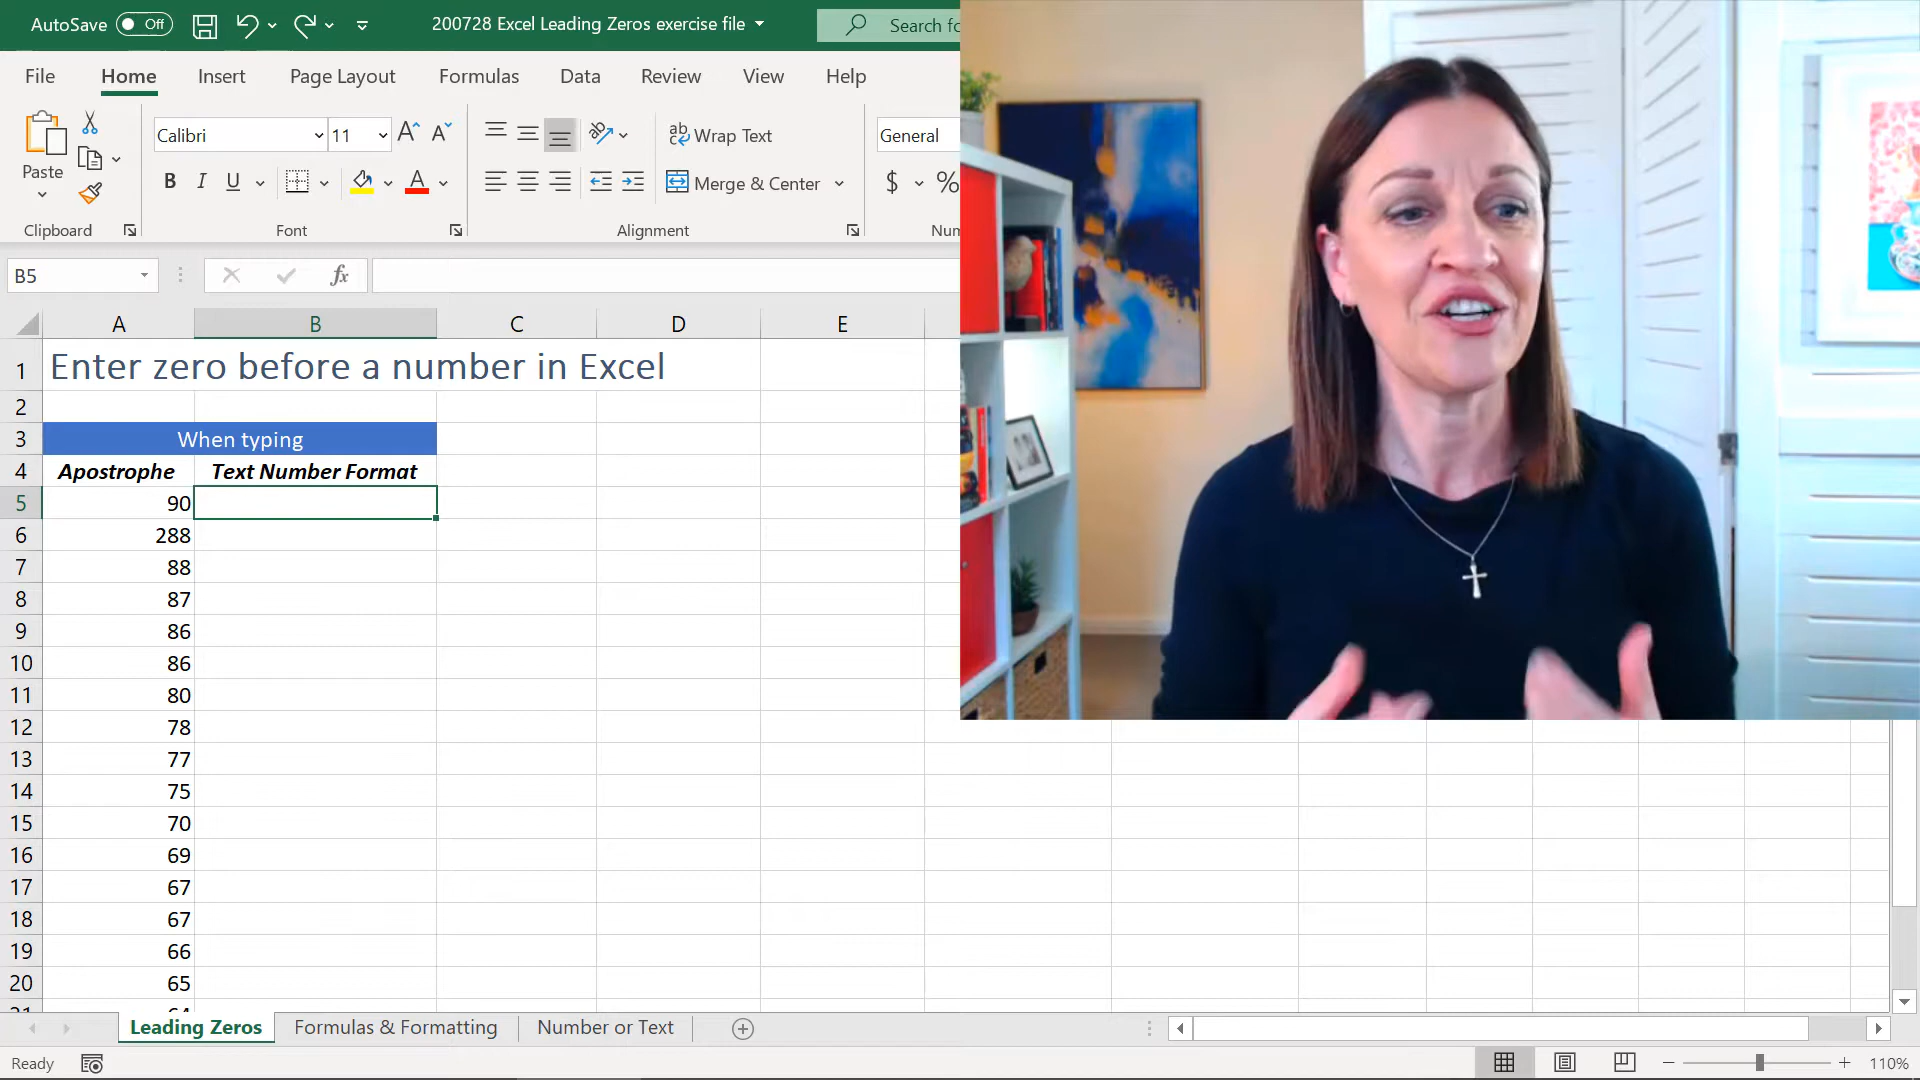 AutoSave Off 200728 Excel Leading Zeros exercise file Search fo
File Home Insert Page Layout Formulas Data Review View Help
Calibri 11 Wrap Text General
Paste B I U A Merge & Center $ %
Clipboard Font Alignment Num
B5 fx
A B C D E
1 Enter zero before a number in Excel
2
3 When typing
4 Apostrophe Text Number Format
5 90
6 288
7 88
8 87
9 86
10 86
11 80
12 78
13 77
14 75
15 70
16 69
17 67
18 67
19 66
20 65
Leading Zeros Formulas & Formatting Number or Text
Ready 110%